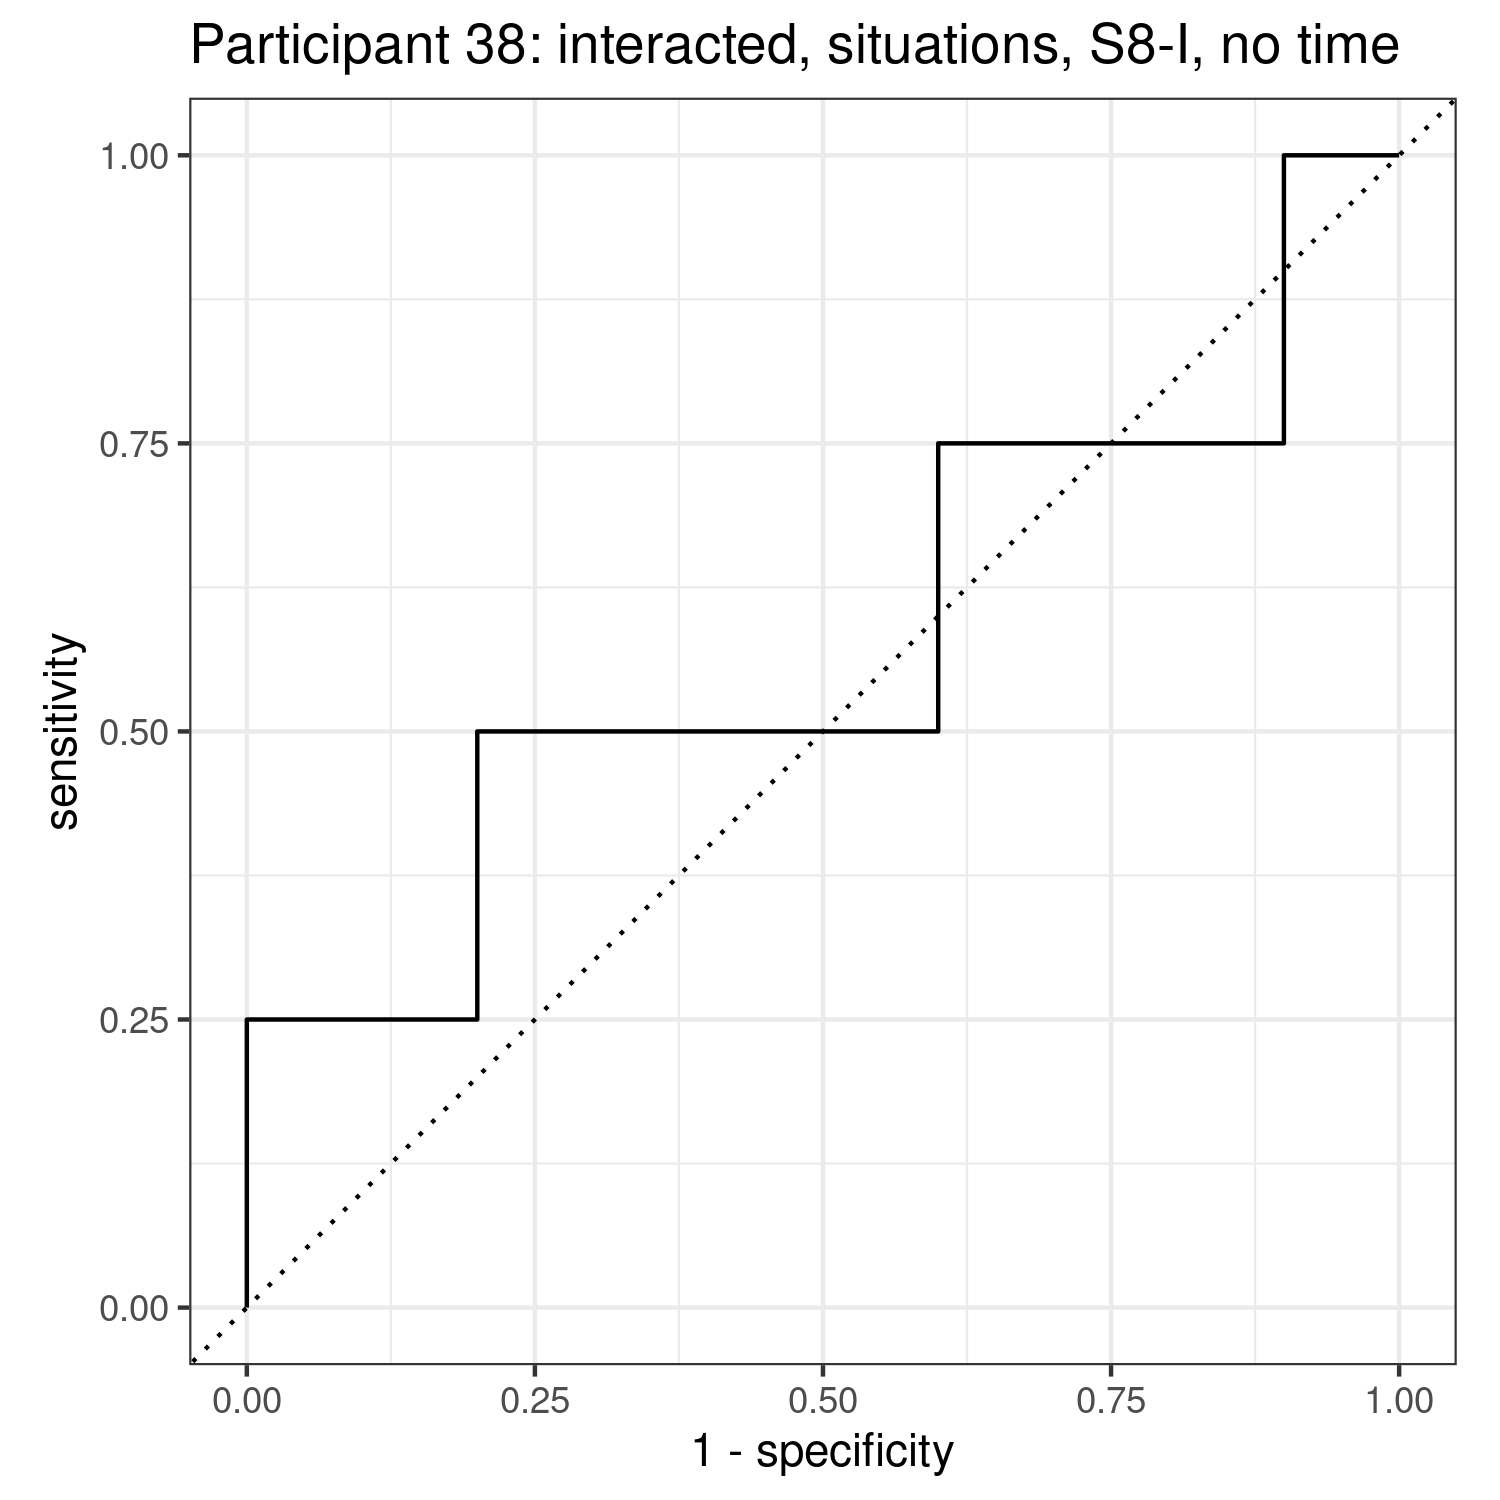 Participant 38: interacted, situations, S8-I, no time
1.00
0.75
0.50
0.25
0.00
sensitivity
0.00 0.25 0.50 0.75 1.00
1 - specificity